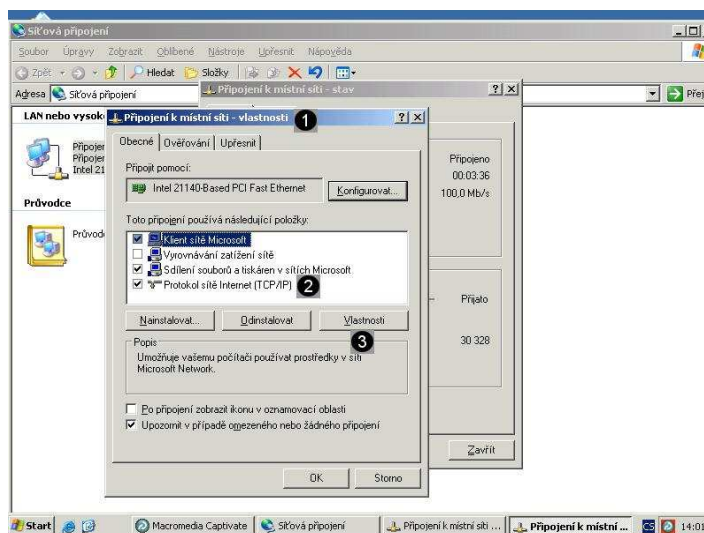 Síťová připojení
Soubor Úpravy Zobrazit Oblíbené Nástroje Upřesnit Nápověda
Zpět Hledat Složky
Adresa Síťová připojení Přej
Připojení k místní síti - stav
LAN nebo vysok
Připojer
Připojer
Intel 21
Průvodce
Průvod
Připojení k místní síti - vlastnosti 1
Obecné Ověřování Upřesnit
Připojit pomocí:
Intel 21140-Based PCI Fast Ethernet Konfigurovat...
Toto připojení používá následující položky:
Klient sítě Microsoft
Vyrovnávání zatížení sítě
Sdílení souborů a tiskáren v sítích Microsoft
Protokol sítě Internet (TCP/IP) 2
Nainstalovat... Odinstalovat Vlastnosti
3
Popis
Umožňuje vašemu počítači používat prostředky v síti
Microsoft Network.
Po připojení zobrazit ikonu v oznamovací oblasti
Upozornit v případě omezeného nebo žádného připojení
OK Storno
Připojeno
00:03:36
100,0 Mb/s
Přijato
30 328
Zavřít
Start Macromedia Captivate Síťová připojení Připojení k místní síti ... Připojení k místní ... CS 14:01